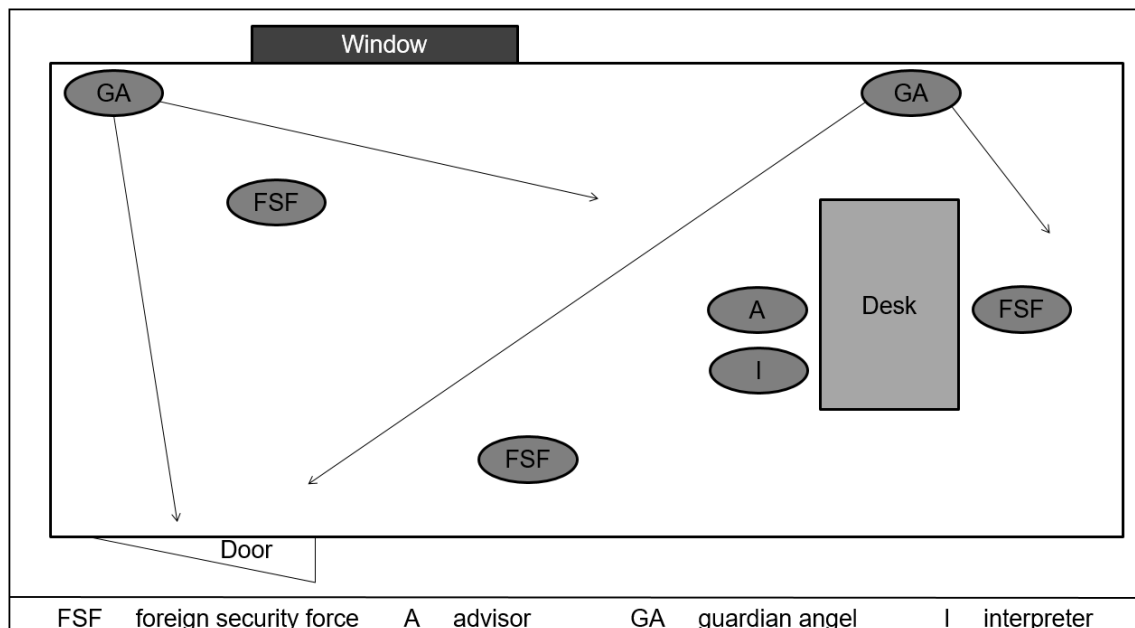 Window
GA
GA
FSF
A
Desk
FSF
I
FSF
Door
FSF foreign security force A advisor GA guardian angel I interpreter